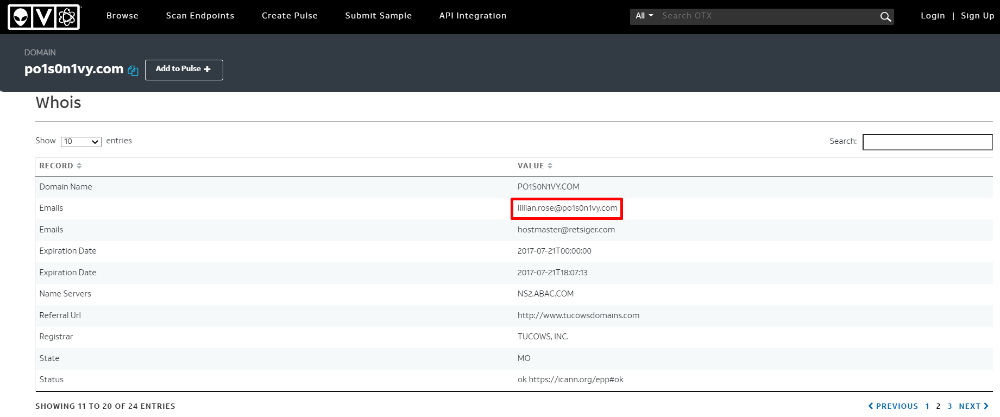 V Browse Scan Endpoints Create Pulse Submit Sample API Integration All Search OTX Login | Sign Up
DOMAIN
po1s0n1vy.com Add to Pulse +
Whois
Show 10 entries Search:
RECORD VALUE
Domain Name PO1S0N1VY.COM
Emails lillian.rose@po1s0n1vy.com
Emails hostmaster@retsiger.com
Expiration Date 2017-07-21T00:00:00
Expiration Date 2017-07-21T18:07:13
Name Servers NS2.ABAC.COM
Referral Url http://www.tucowsdomains.com
Registrar TUCOWS, INC.
State MO
Status ok https://icann.org/epp#ok
SHOWING 11 TO 20 OF 24 ENTRIES PREVIOUS 1 2 3 NEXT